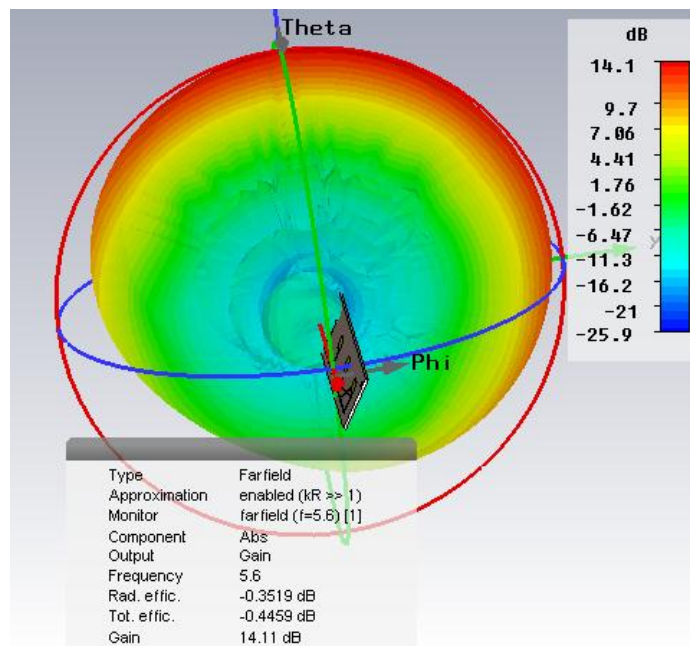 Theta
dB
14.1
9.7
7.06
4.41
1.76
-1.62
-6.47
y
-11.3
-16.2
-21
-25.9
Phi
Type Farfield
Approximation enabled (kR >> 1)
Monitor farfield (f=5.6) [1]
Component Abs
Output Gain
Frequency 5.6
Rad. effic. -0.3519 dB
Tot. effic. -0.4459 dB
Gain 14.11 dB